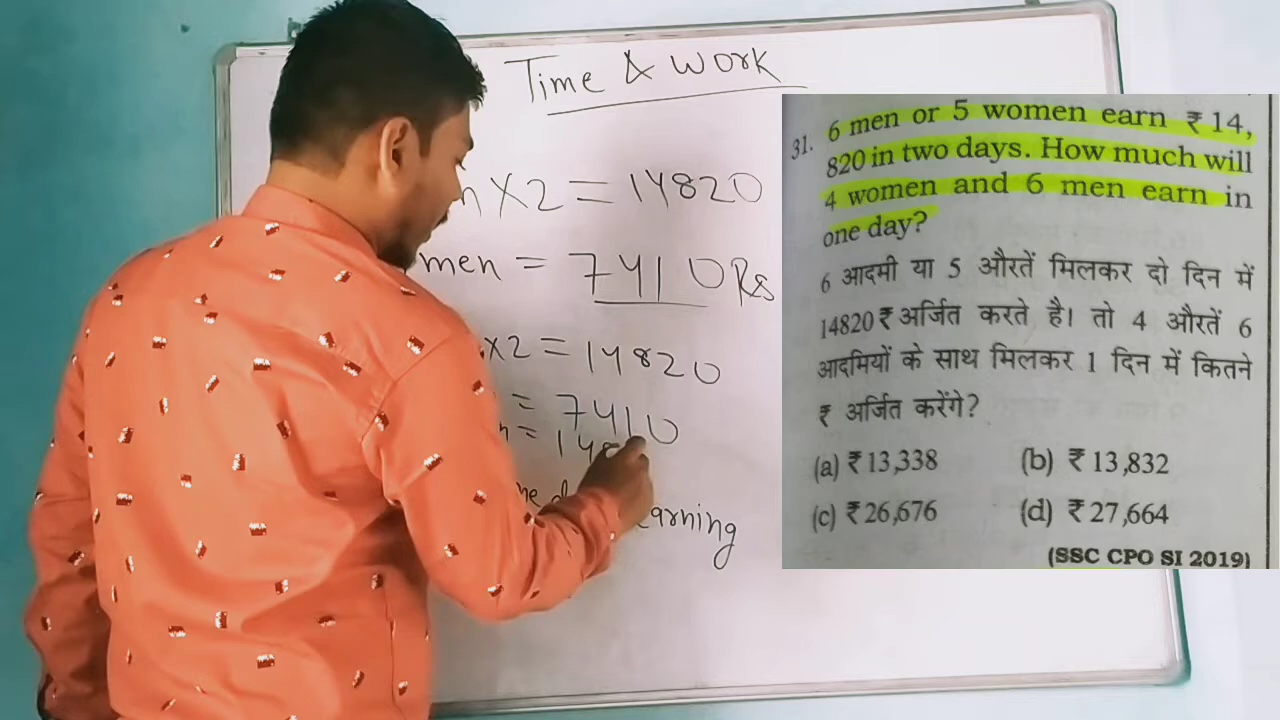 Time & Work
X2 = 14820
men = 7410 Rs
x2 = 14820
= 7410
=
earning
31. 6 men or 5 women earn ₹ 14,
820 in two days. How much will
4 women and 6 men earn in
one day?
6 आदमी या 5 औरतें मिलकर दो दिन में
14820 ₹ अर्जित करते है। तो 4 औरतें 6
आदमियों के साथ मिलकर 1 दिन में कितने
₹ अर्जित करेंगे?
(a) ₹ 13,338 (b) ₹ 13,832
(c) ₹ 26,676 (d) ₹ 27,664
(SSC CPO SI 2019)